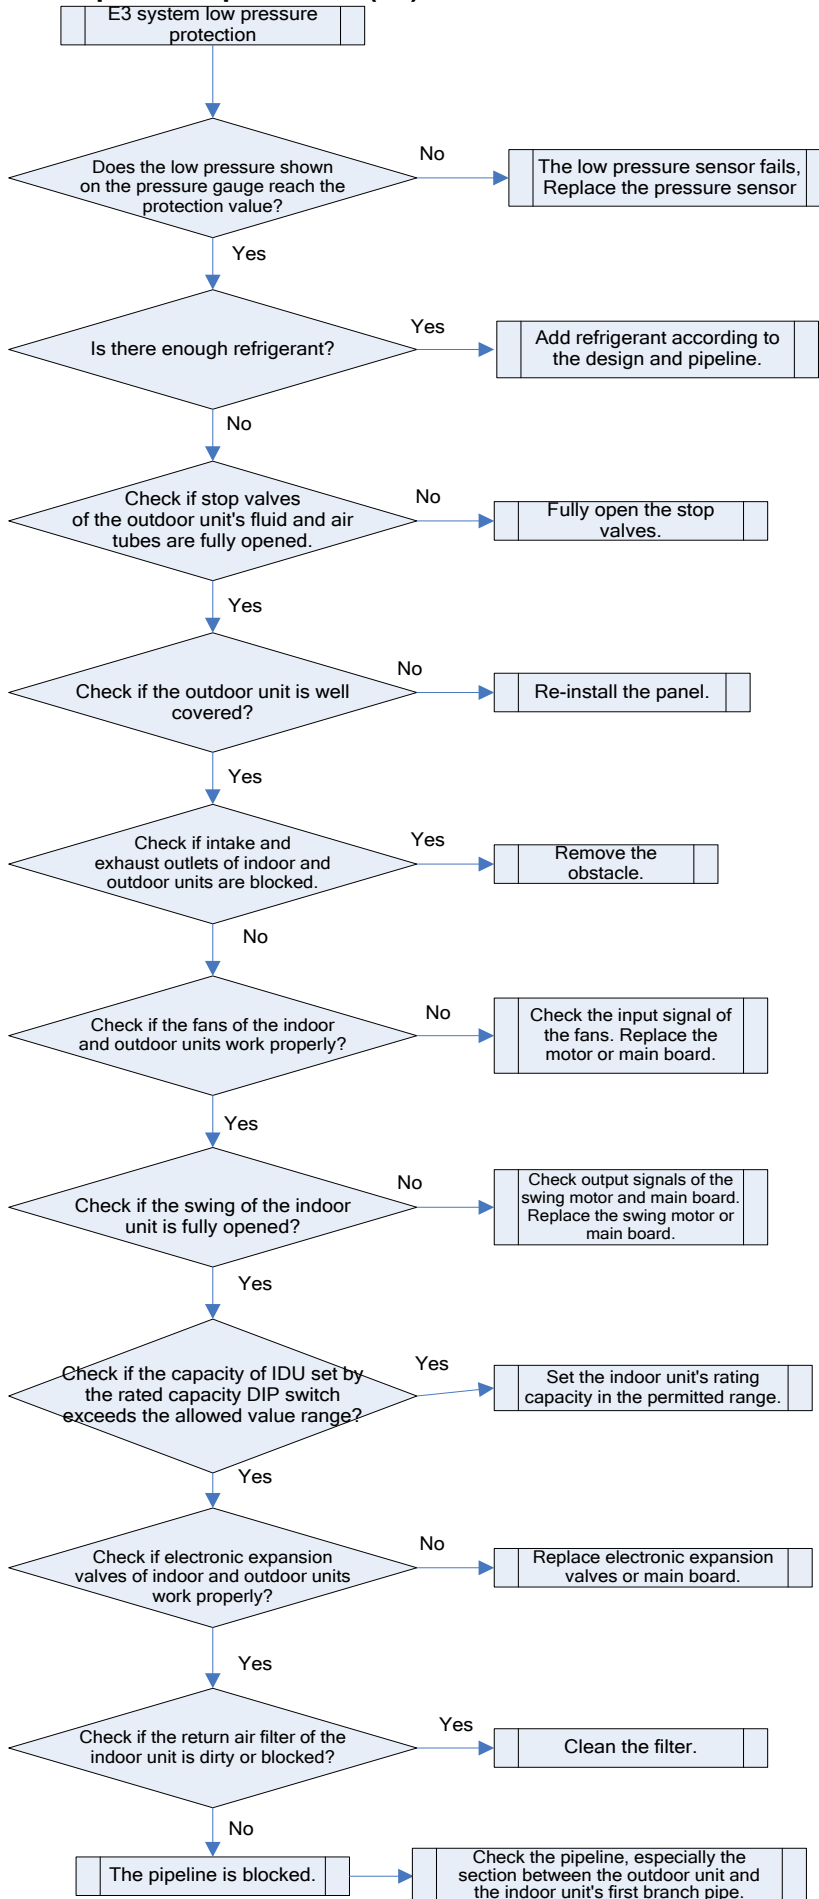 E3 system low pressure
protection
Does the low pressure shown
on the pressure gauge reach the
protection value?
No
The low pressure sensor fails,
Replace the pressure sensor
Yes
Is there enough refrigerant?
Yes
Add refrigerant according to
the design and pipeline.
No
Check if stop valves
of the outdoor unit's fluid and air
tubes are fully opened.
No
Fully open the stop
valves.
Yes
Check if the outdoor unit is well
covered?
No
Re-install the panel.
Yes
Check if intake and
exhaust outlets of indoor and
outdoor units are blocked.
Yes
Remove the
obstacle.
No
Check if the fans of the indoor
and outdoor units work properly?
No
Check the input signal of
the fans. Replace the
motor or main board.
Yes
Check if the swing of the indoor
unit is fully opened?
No
Check output signals of the
swing motor and main board.
Replace the swing motor or
main board.
Yes
Check if the capacity of IDU set by
the rated capacity DIP switch
exceeds the allowed value range?
Yes
Set the indoor unit's rating
capacity in the permitted range.
Yes
Check if electronic expansion
valves of indoor and outdoor units
work properly?
No
Replace electronic expansion
valves or main board.
Yes
Check if the return air filter of the
indoor unit is dirty or blocked?
Yes
Clean the filter.
No
The pipeline is blocked.
Check the pipeline, especially the
section between the outdoor unit and
the indoor unit's first branch pipe.